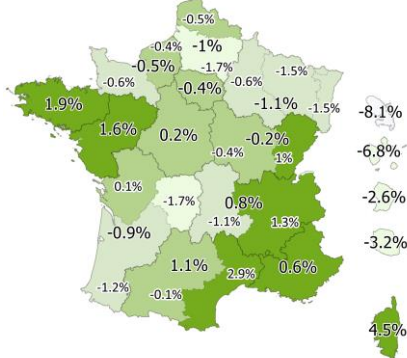 -0.5%
-0.4% -1%
-0.5% -1.7% -0.6% -1.5%
-0.6% -0.4% -1.1% -1.5%
1.9%
1.6% 0.2% -0.2%
-0.4% 1%
-8.1%
-6.8%
0.1% -1.7% 0.8%
-2.6%
-0.9% -1.1% 1.3%
-3.2%
1.1% 2.9% 0.6%
-1.2% -0.1%
4.5%